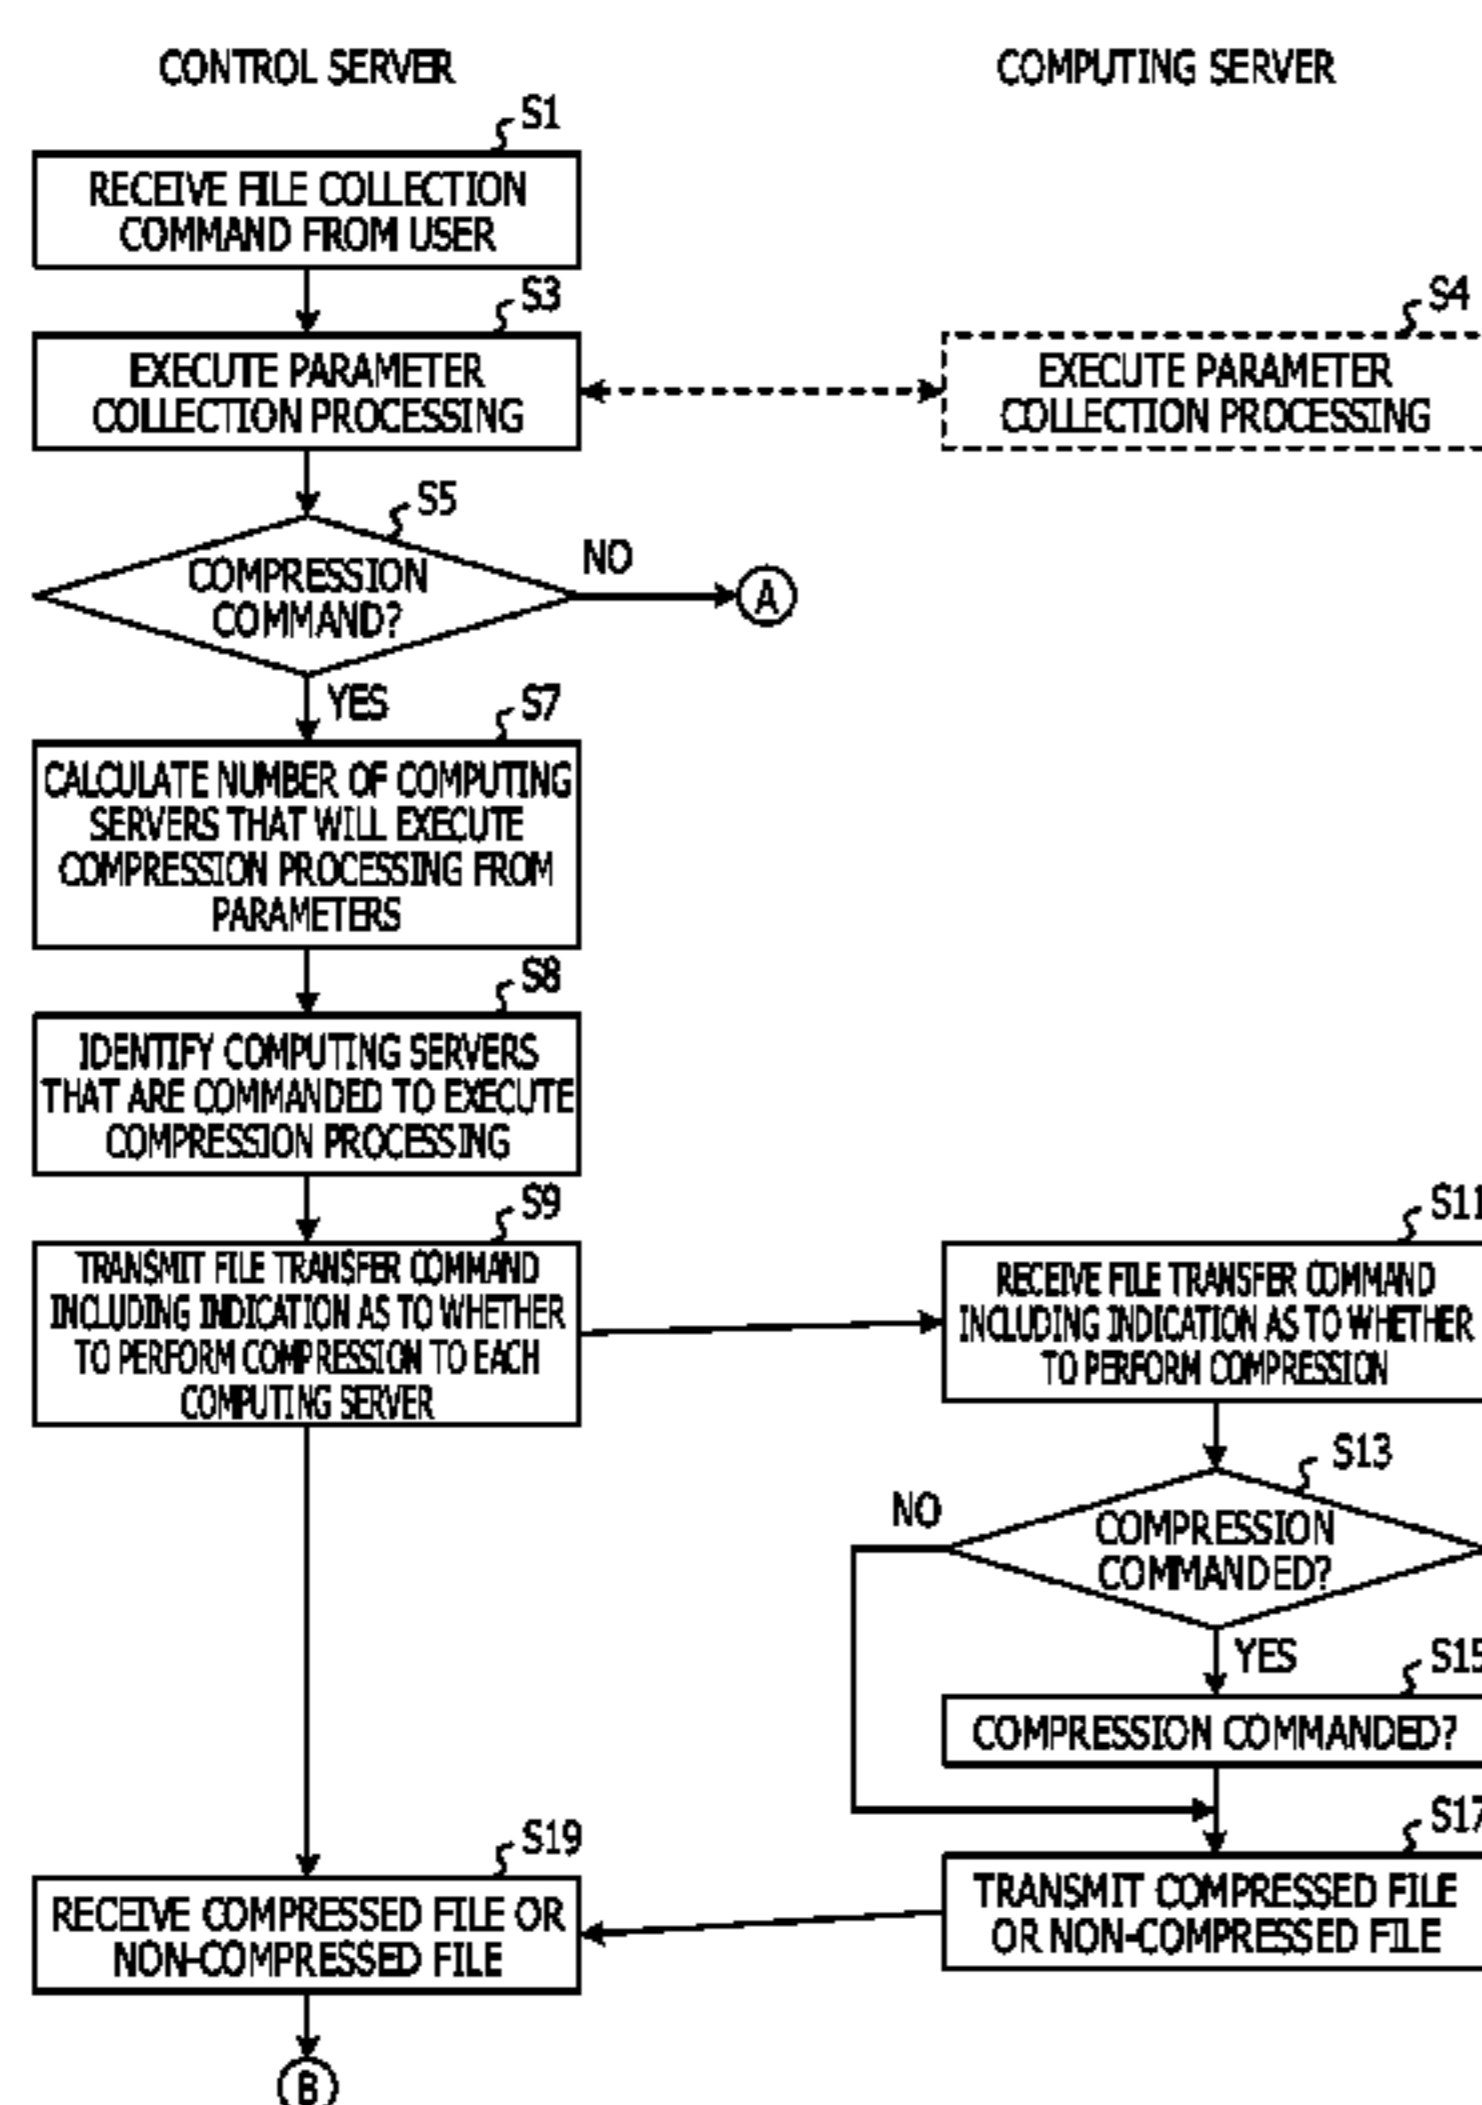 CONTROL SERVER
COMPUTING SERVER
S1
RECEIVE FILE COLLECTION
COMMAND FROM USER
S3
EXECUTE PARAMETER
COLLECTION PROCESSING
S4
EXECUTE PARAMETER
COLLECTION PROCESSING
S5
COMPRESSION
COMMAND?
NO
A
YES
S7
CALCULATE NUMBER OF COMPUTING
SERVERS THAT WILL EXECUTE
COMPRESSION PROCESSING FROM
PARAMETERS
S8
IDENTIFY COMPUTING SERVERS
THAT ARE COMMANDED TO EXECUTE
COMPRESSION PROCESSING
S9
TRANSMIT FILE TRANSFER COMMAND
INCLUDING INDICATION AS TO WHETHER
TO PERFORM COMPRESSION TO EACH
COMPUTING SERVER
S11
RECEIVE FILE TRANSFER COMMAND
INCLUDING INDICATION AS TO WHETHER
TO PERFORM COMPRESSION
S13
COMPRESSION
COMMANDED?
NO
YES
S15
COMPRESSION COMMANDED?
S17
TRANSMIT COMPRESSED FILE
OR NON-COMPRESSED FILE
S19
RECEIVE COMPRESSED FILE OR
NON-COMPRESSED FILE
B